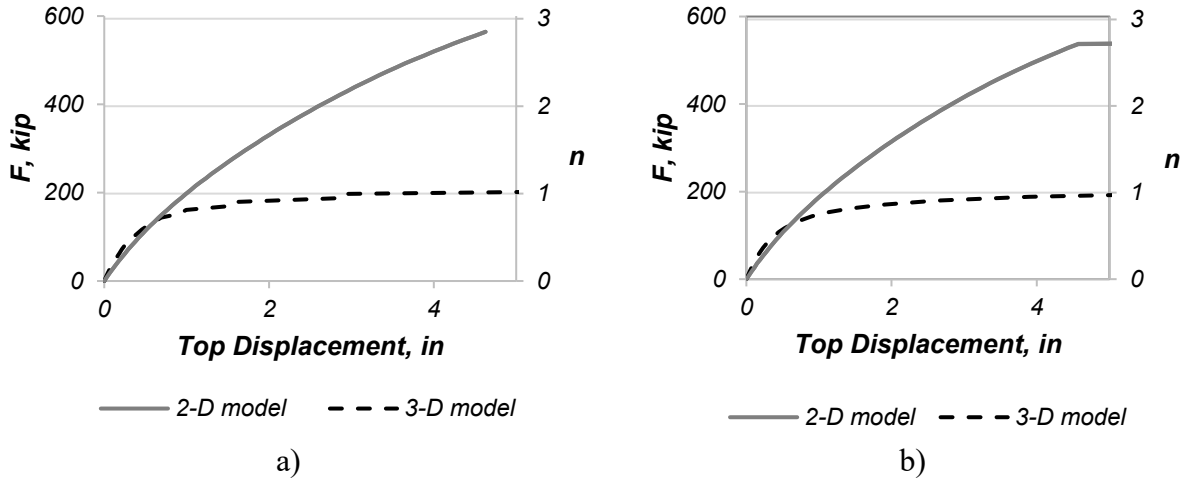 600
400
200
0
F, kip
3
2
1
0
n
0 2 4
Top Displacement, in
2-D model 3-D model
a)
600
400
200
0
F, kip
3
2
1
0
n
0 2 4
Top Displacement, in
2-D model 3-D model
b)